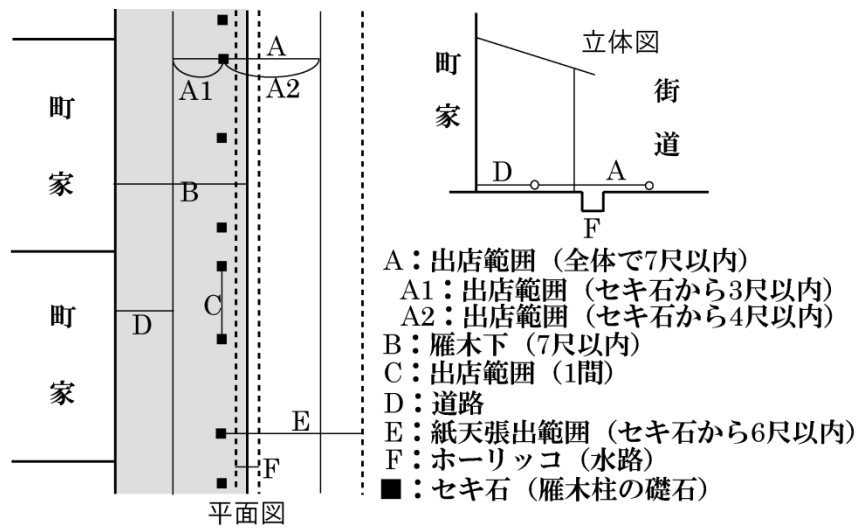 町家
町家
A
A1
A2
B
C
D
E
F
平面図
立体図
町家
街道
D
A
F
A：出店範囲（全体で7尺以内）
A1：出店範囲（セキ石から3尺以内）
A2：出店範囲（セキ石から4尺以内）
B：雁木下（7尺以内）
C：出店範囲（1間）
D：道路
E：紙天張出範囲（セキ石から6尺以内）
F：ホーリッコ（水路）
■：セキ石（雁木柱の礎石）